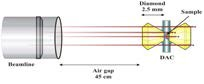 Diamond
2.5 mm
Sample
Beamline
Air gap
45 cm
DAC